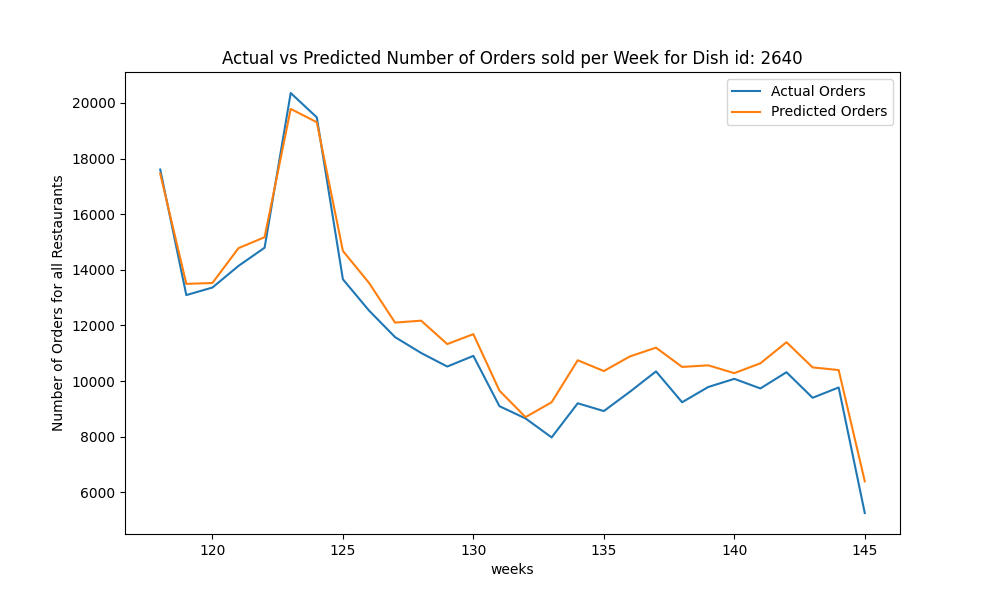 Actual vs Predicted Number of Orders sold per Week for Dish id: 2640
Actual Orders
Predicted Orders
Number of Orders for all Restaurants
20000
18000
16000
14000
12000
10000
8000
6000
120 125 130 135 140 145
weeks